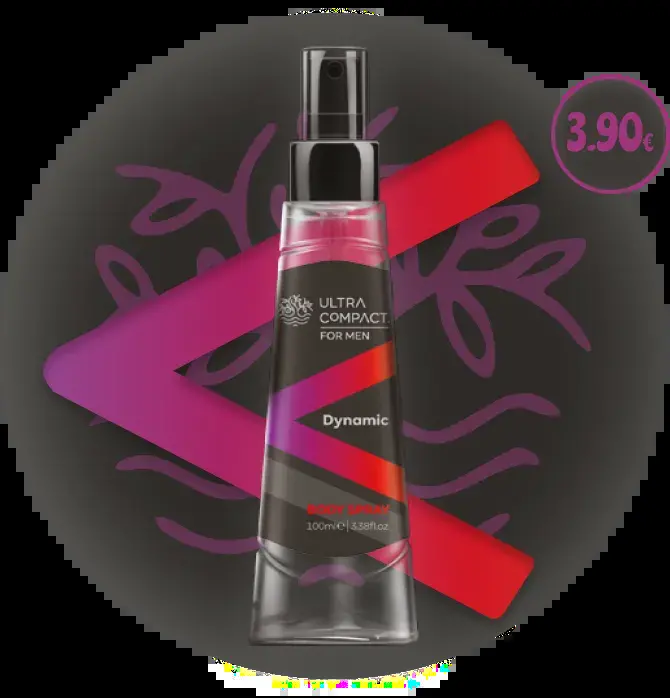 3.90€
ULTRA
COMPACT.
FOR MEN
Dynamic
BODY SPRAY
100ml℮ | 3.38fl.oz